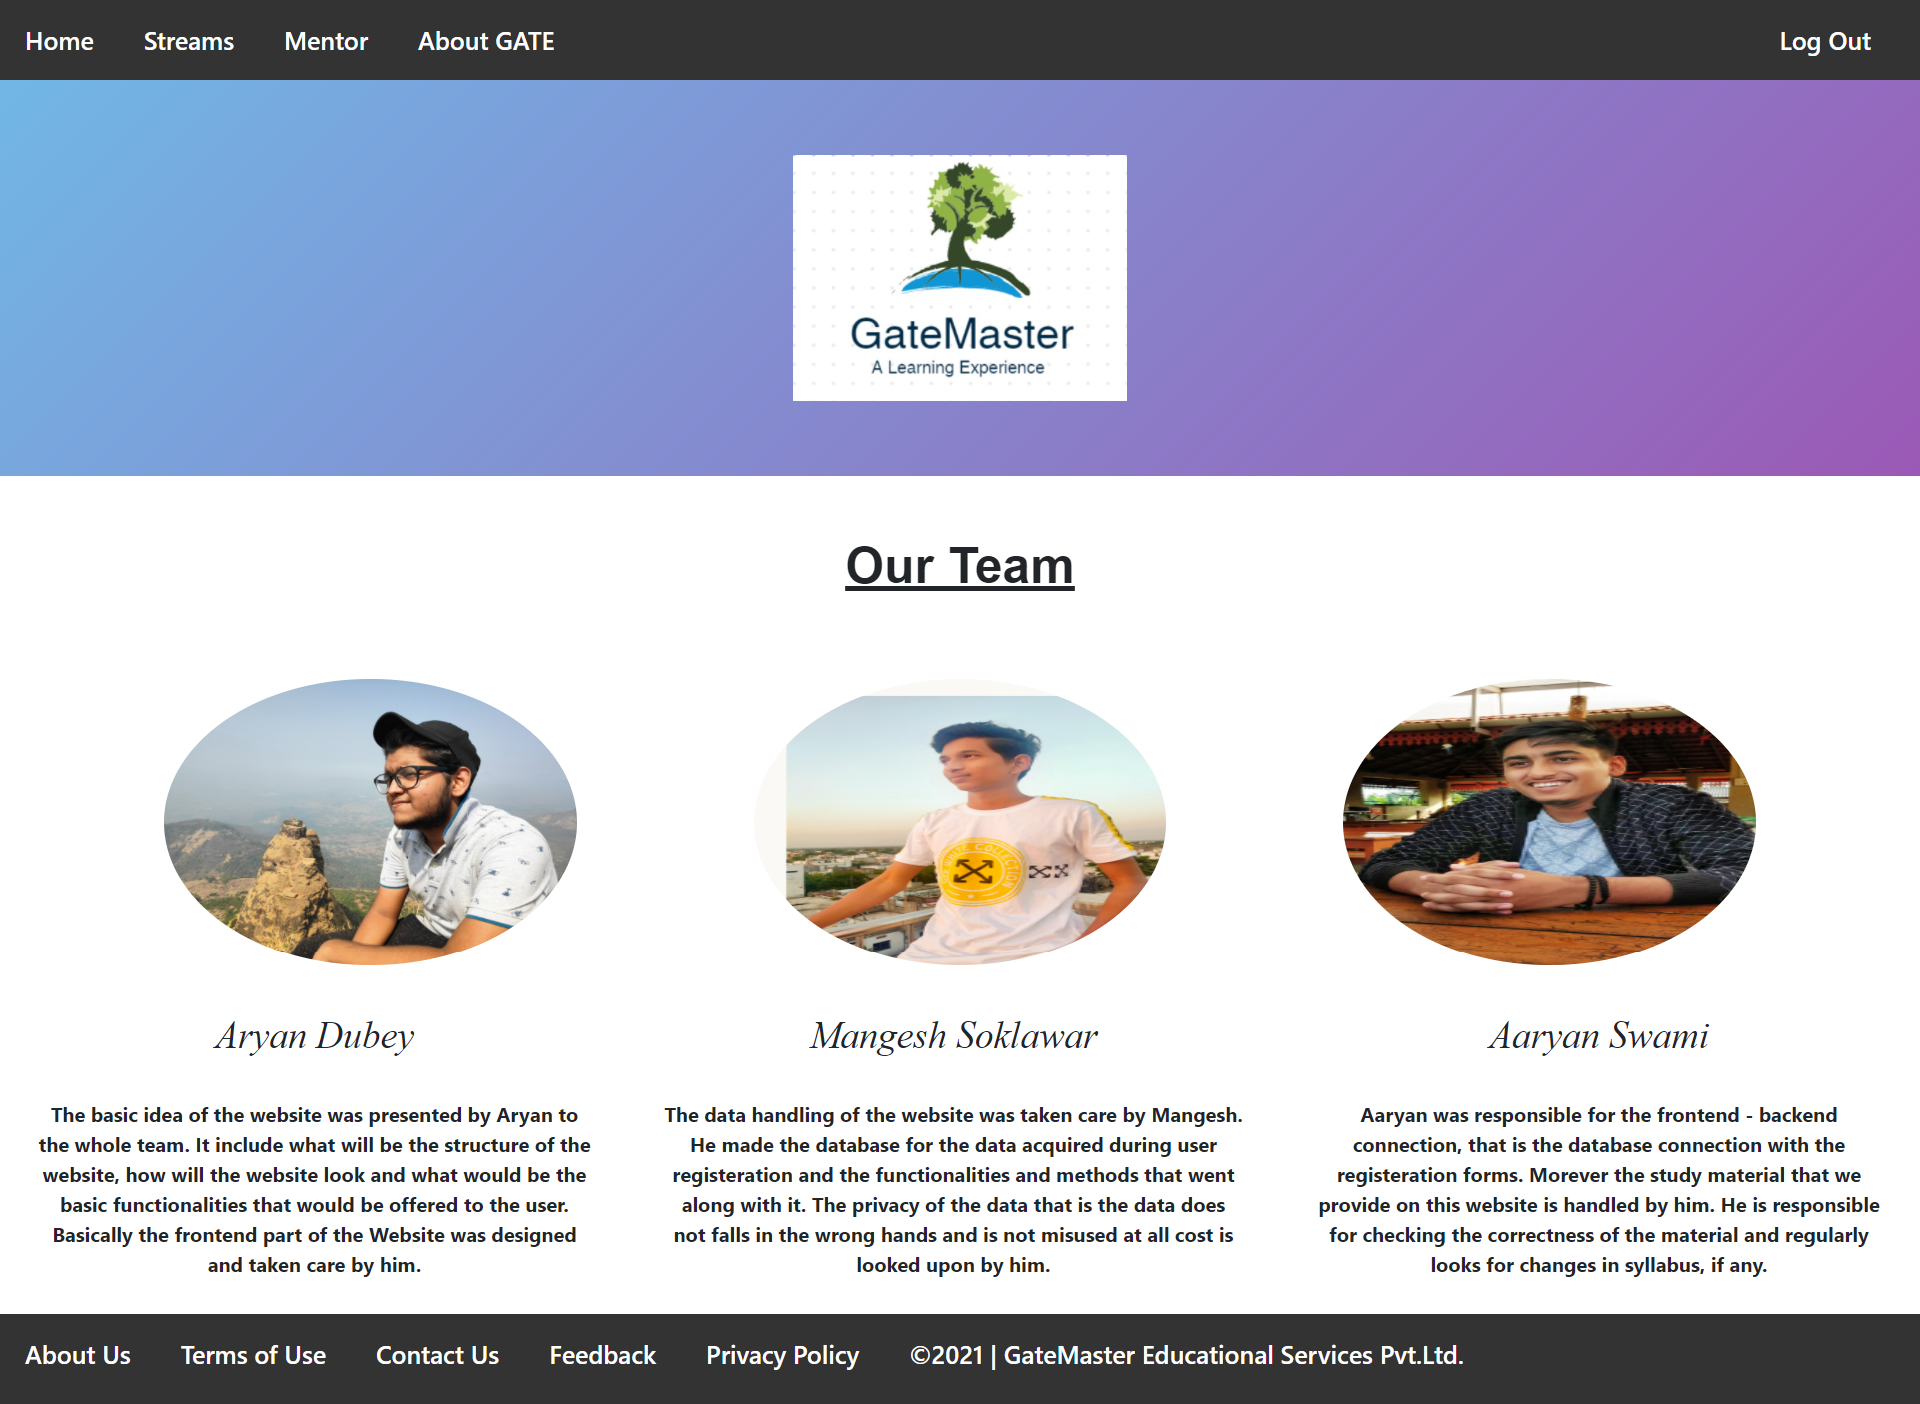 Home Streams Mentor About GATE Log Out
GateMaster
A Learning Experience
Our Team
WHITE COLLECTION
Aryan Dubey
The basic idea of the website was presented by Aryan to
the whole team. It include what will be the structure of the
website, how will the website look and what would be the
basic functionalities that would be offered to the user.
Basically the frontend part of the Website was designed
and taken care by him.
Mangesh Soklawar
The data handling of the website was taken care by Mangesh.
He made the database for the data acquired during user
registeration and the functionalities and methods that went
along with it. The privacy of the data that is the data does
not falls in the wrong hands and is not misused at all cost is
looked upon by him.
Aaryan Swami
Aaryan was responsible for the frontend - backend
connection, that is the database connection with the
registeration forms. Morever the study material that we
provide on this website is handled by him. He is responsible
for checking the correctness of the material and regularly
looks for changes in syllabus, if any.
About Us Terms of Use Contact Us Feedback Privacy Policy ©2021 | GateMaster Educational Services Pvt.Ltd.